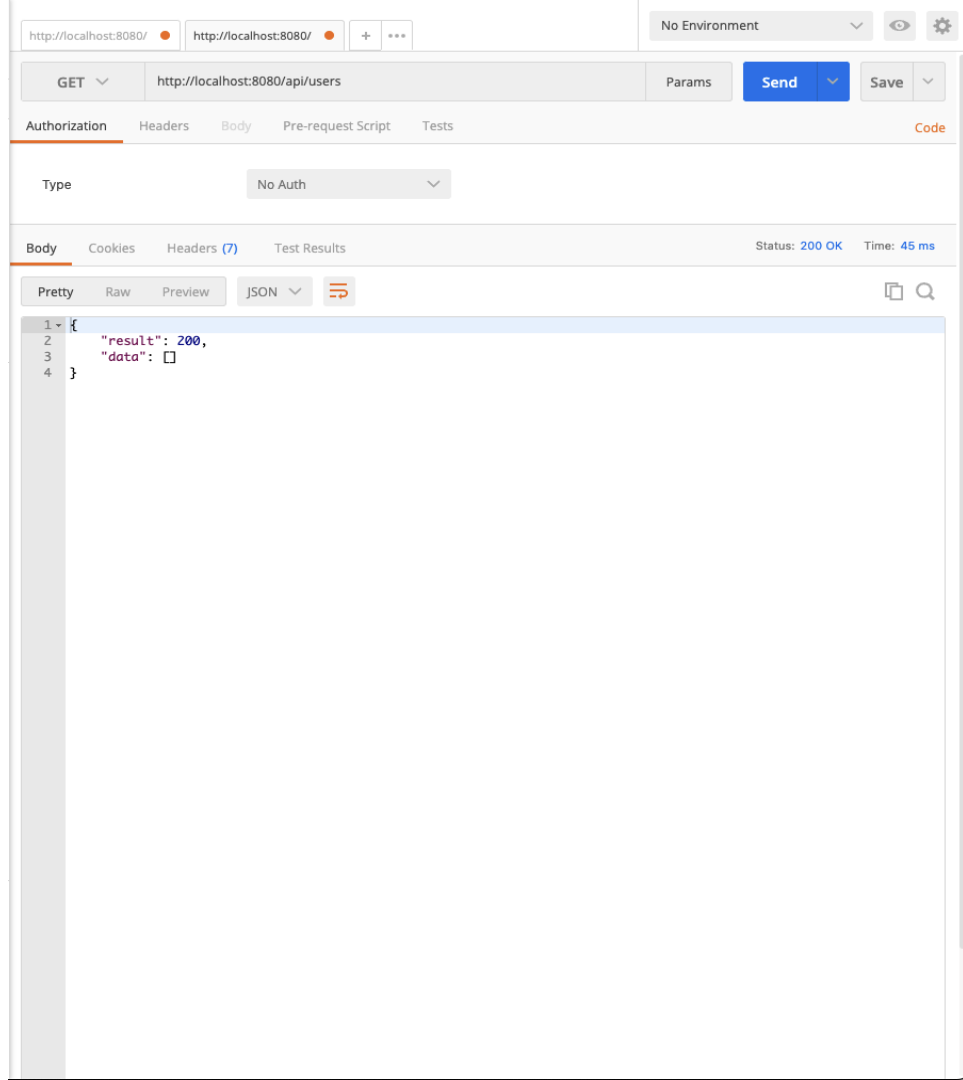 http://localhost:8080/ http://localhost:8080/ + ••• No Environment
GET http://localhost:8080/api/users Params Send Save
Authorization Headers Body Pre-request Script Tests Code
Type No Auth
Body Cookies Headers (7) Test Results Status: 200 OK Time: 45 ms
Pretty Raw Preview JSON
1 {
2 "result": 200,
3 "data": []
4 }